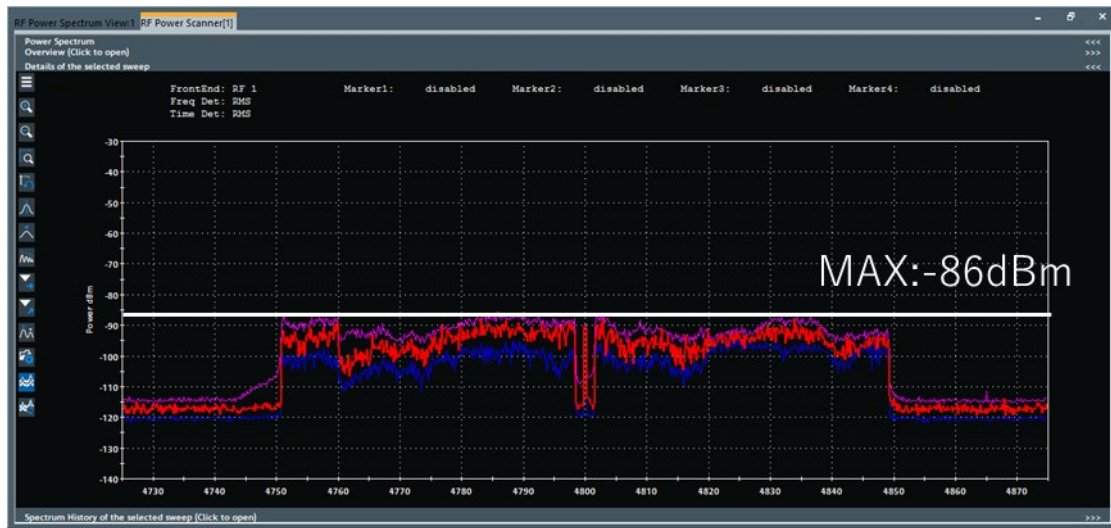 RF Power Spectrum View:1 RF Power Scanner[1]
Power Spectrum <<<
Overview (Click to open) >>>
Details of the selected sweep <<<
FrontEnd: RF 1 Marker1: disabled Marker2: disabled Marker3: disabled Marker4: disabled
Freq Det: RMS
Time Det: RMS
-30
-40
-50
-60
-70
MAX:-86dBm
-80
Power dBm
-90
-100
-110
-120
-130
-140
4730 4740 4750 4760 4770 4780 4790 4800 4810 4820 4830 4840 4850 4860 4870
Spectrum History of the selected sweep (Click to open) >>>